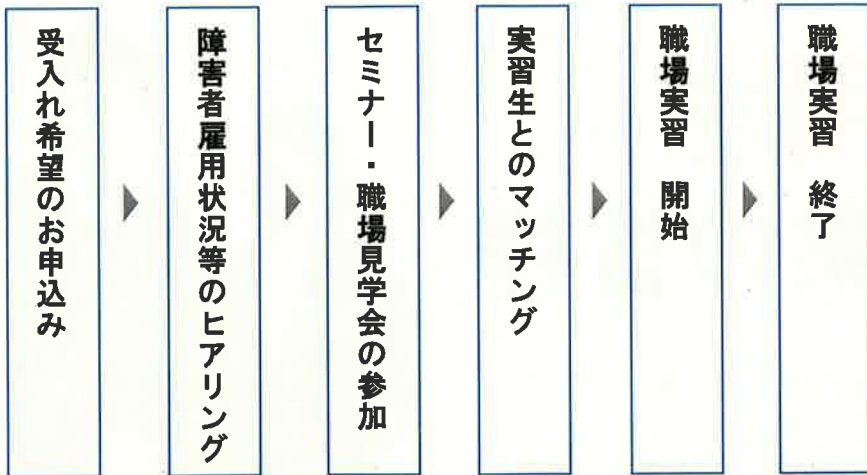 受入れ希望のお申込み
障害者雇用状況等のヒアリング
セミナー・職場見学会の参加
実習生とのマッチング
職場実習　開始
職場実習　終了